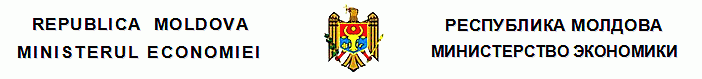 REPUBLICA MOLDOVA
MINISTERUL ECONOMIEI
РЕСПУБЛИКА МОЛДОВА
МИНИСТЕРСТВО ЭКОНОМИКИ